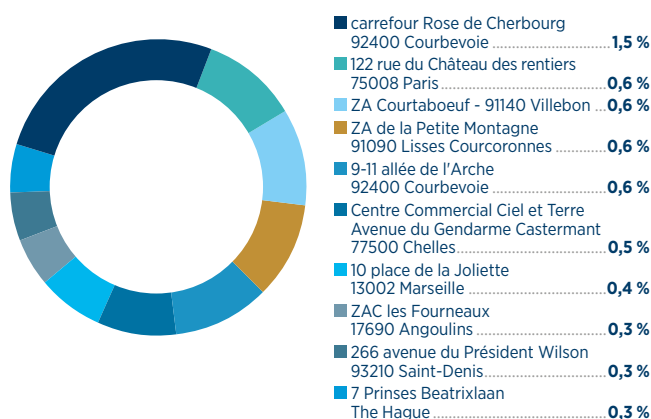 carrefour Rose de Cherbourg
92400 Courbevoie ........................... 1,5 %
122 rue du Château des rentiers
75008 Paris ........................................ 0,6 %
ZA Courtaboeuf - 91140 Villebon ... 0,6 %
ZA de la Petite Montagne
91090 Lisses Courcoronnes ............ 0,6 %
9-11 allée de l'Arche
92400 Courbevoie ........................... 0,6 %
Centre Commercial Ciel et Terre
Avenue du Gendarme Castermant
77500 Chelles ................................... 0,5 %
10 place de la Joliette
13002 Marseille ................................. 0,4 %
ZAC les Fourneaux
17690 Angoulins ............................... 0,3 %
266 avenue du Président Wilson
93210 Saint-Denis ............................. 0,3 %
7 Prinses Beatrixlaan
The Hague ......................................... 0,3 %